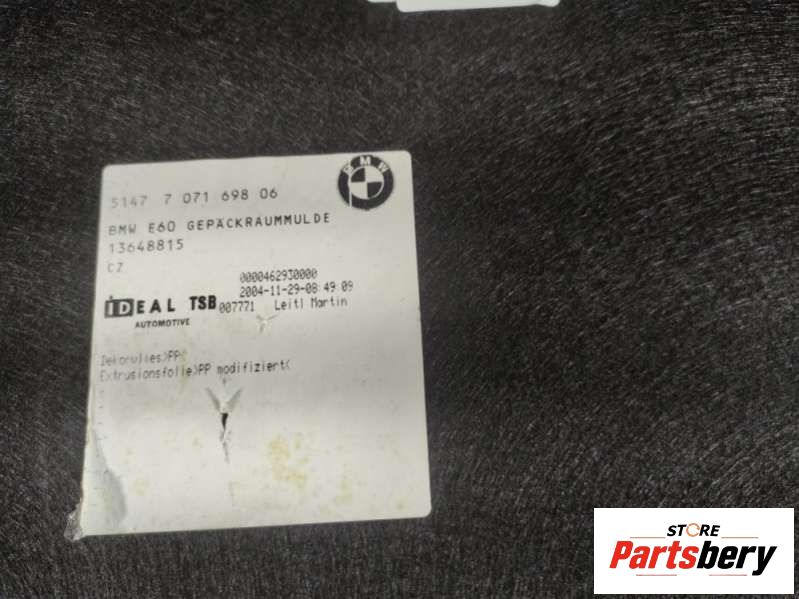 BMW
5147 7 071 698 06
BMW E60 GEPÄCKRAUMMULDE
13648815
CZ
0000462930000
2004-11-29-08:49:09
IDEAL TSB 007771 Leitl Martin
AUTOMOTIVE
Dekorvlies>PP<
Extrusionsfolie>PP modifiziert<
STORE
Partsbery